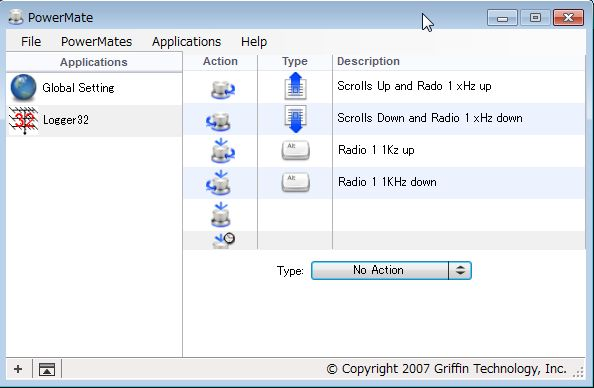 PowerMate
File PowerMates Applications Help
Applications Action Type Description
Global Setting
Scrolls Up and Rado 1 xHz up
32 Logger32
Scrolls Down and Radio 1 xHz down
Alt Radio 1 1Kz up
Alt Radio 1 1KHz down
Type: No Action
+ © Copyright 2007 Griffin Technology, Inc.